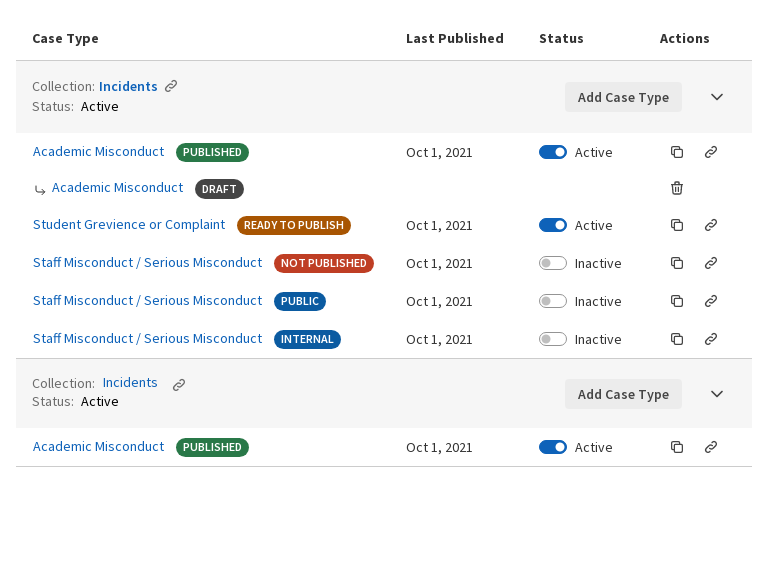 Case Type Last Published Status Actions
Collection: Incidents
Status: Active
Add Case Type
Academic Misconduct PUBLISHED Oct 1, 2021 Active
Academic Misconduct DRAFT
Student Grevience or Complaint READY TO PUBLISH Oct 1, 2021 Active
Staff Misconduct / Serious Misconduct NOT PUBLISHED Oct 1, 2021 Inactive
Staff Misconduct / Serious Misconduct PUBLIC Oct 1, 2021 Inactive
Staff Misconduct / Serious Misconduct INTERNAL Oct 1, 2021 Inactive
Collection: Incidents
Status: Active
Add Case Type
Academic Misconduct PUBLISHED Oct 1, 2021 Active